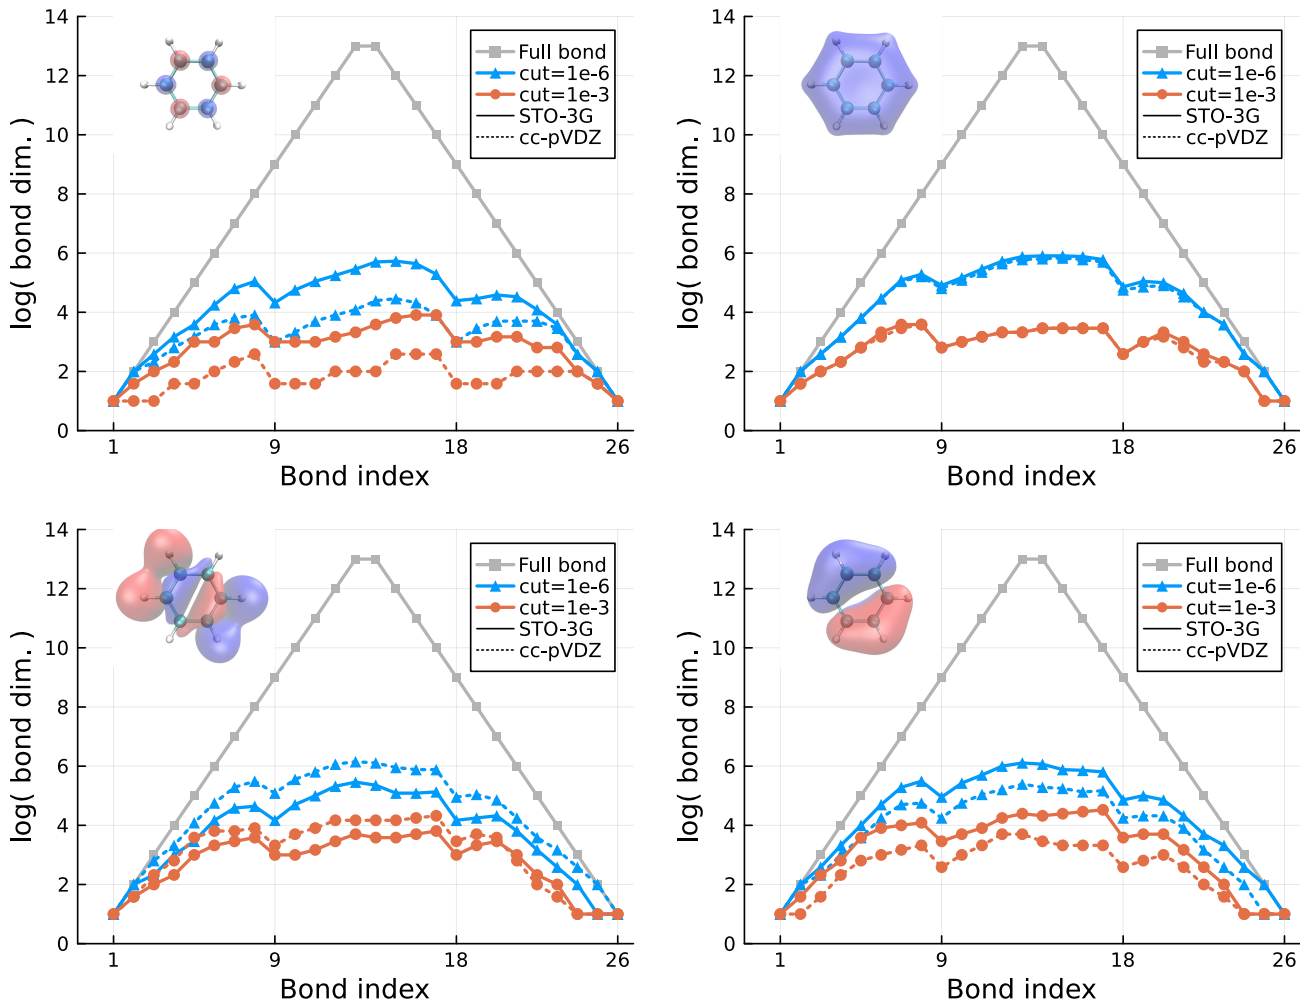 14
12
10
8
6
4
2
0
log( bond dim. )
Full bond
cut=1e-6
cut=1e-3
STO-3G
cc-pVDZ
1
9
18
26
Bond index
14
12
10
8
6
4
2
0
log( bond dim. )
Full bond
cut=1e-6
cut=1e-3
STO-3G
cc-pVDZ
1
9
18
26
Bond index
14
12
10
8
6
4
2
0
log( bond dim. )
Full bond
cut=1e-6
cut=1e-3
STO-3G
cc-pVDZ
1
9
18
26
Bond index
14
12
10
8
6
4
2
0
log( bond dim. )
Full bond
cut=1e-6
cut=1e-3
STO-3G
cc-pVDZ
1
9
18
26
Bond index